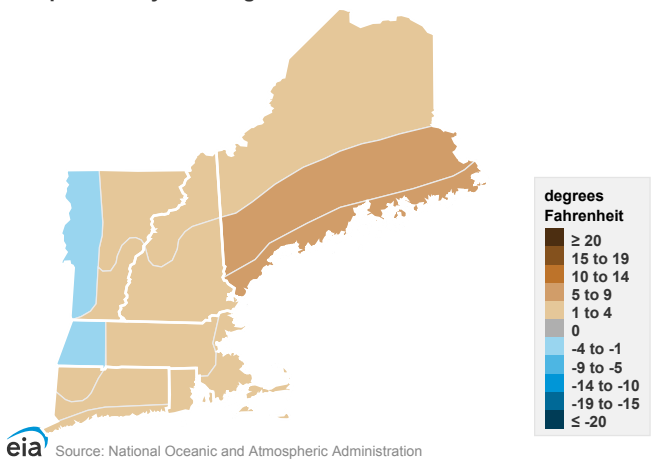 degrees
Fahrenheit
≥ 20
15 to 19
10 to 14
5 to 9
1 to 4
0
-4 to -1
-9 to -5
-14 to -10
-19 to -15
≤ -20
eia Source: National Oceanic and Atmospheric Administration